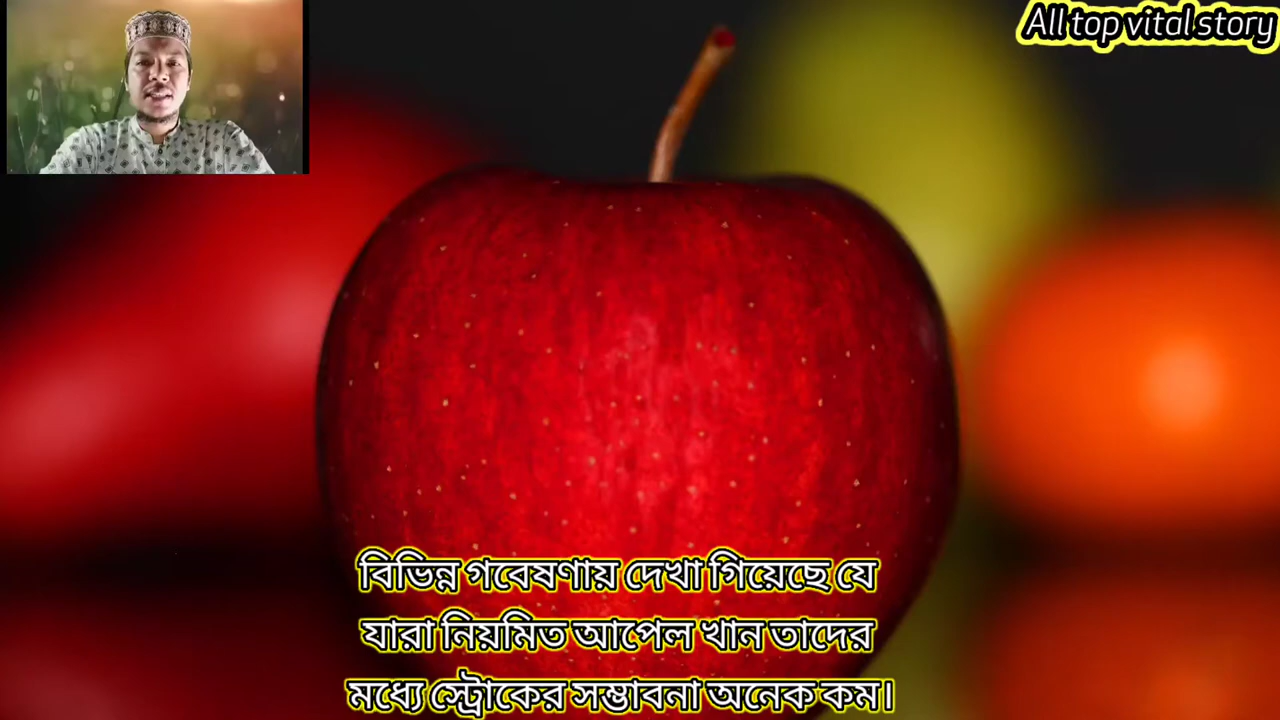 All top vital story
বিভিন্ন গবেষণায় দেখা গিয়েছে যে
যারা নিয়মিত আপেল খান তাদের
মধ্যে স্ট্রোকের সম্ভাবনা অনেক কম।